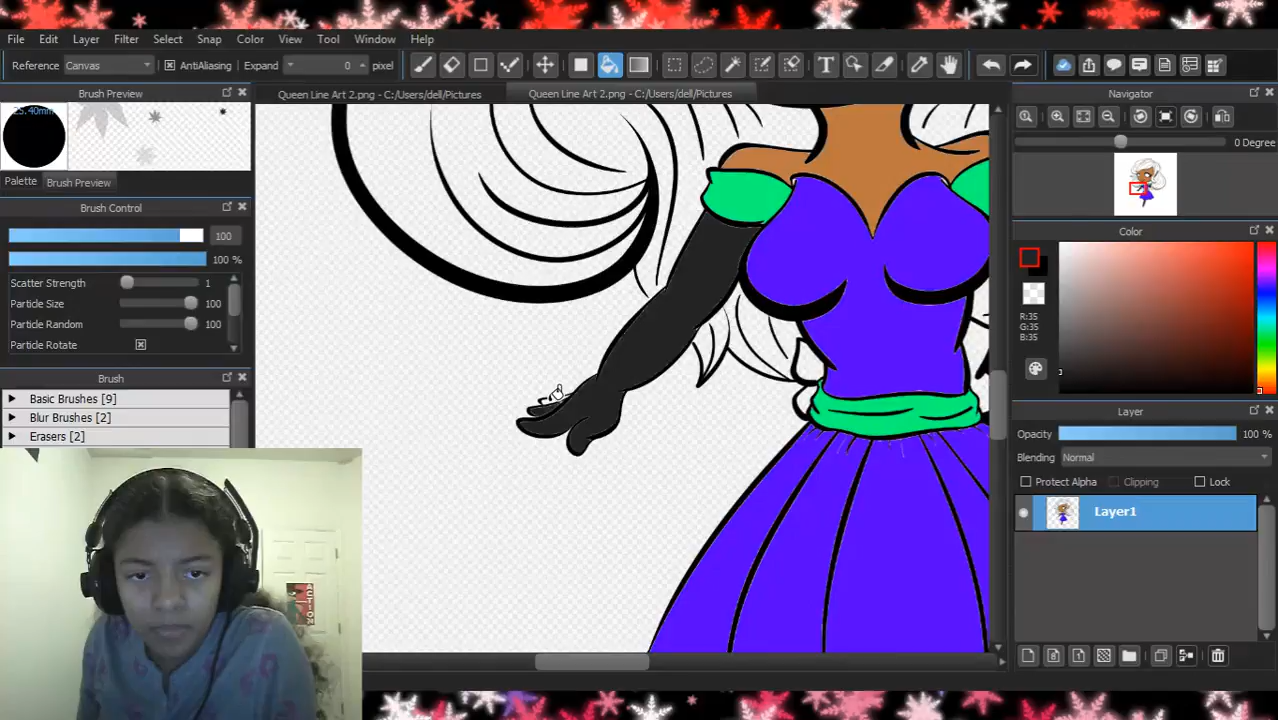 File Edit Layer Filter Select Snap Color View Tool Window Help
Reference Canvas AntiAliasing Expand 0 pixel
Brush Preview
Queen Line Art 2.png - C:/Users/dell/Pictures
Queen Line Art 2.png - C:/Users/dell/Pictures
Navigator
25.40mm
0 Degree
Palette Brush Preview
Brush Control
100
100 %
Scatter Strength 1
Particle Size 100
Particle Random 100
Particle Rotate
Brush
Basic Brushes [9]
Blur Brushes [2]
Erasers [2]
Color
R:35
G:35
B:35
Layer
Opacity 100 %
Blending Normal
Protect Alpha Clipping Lock
Layer1
ACTION